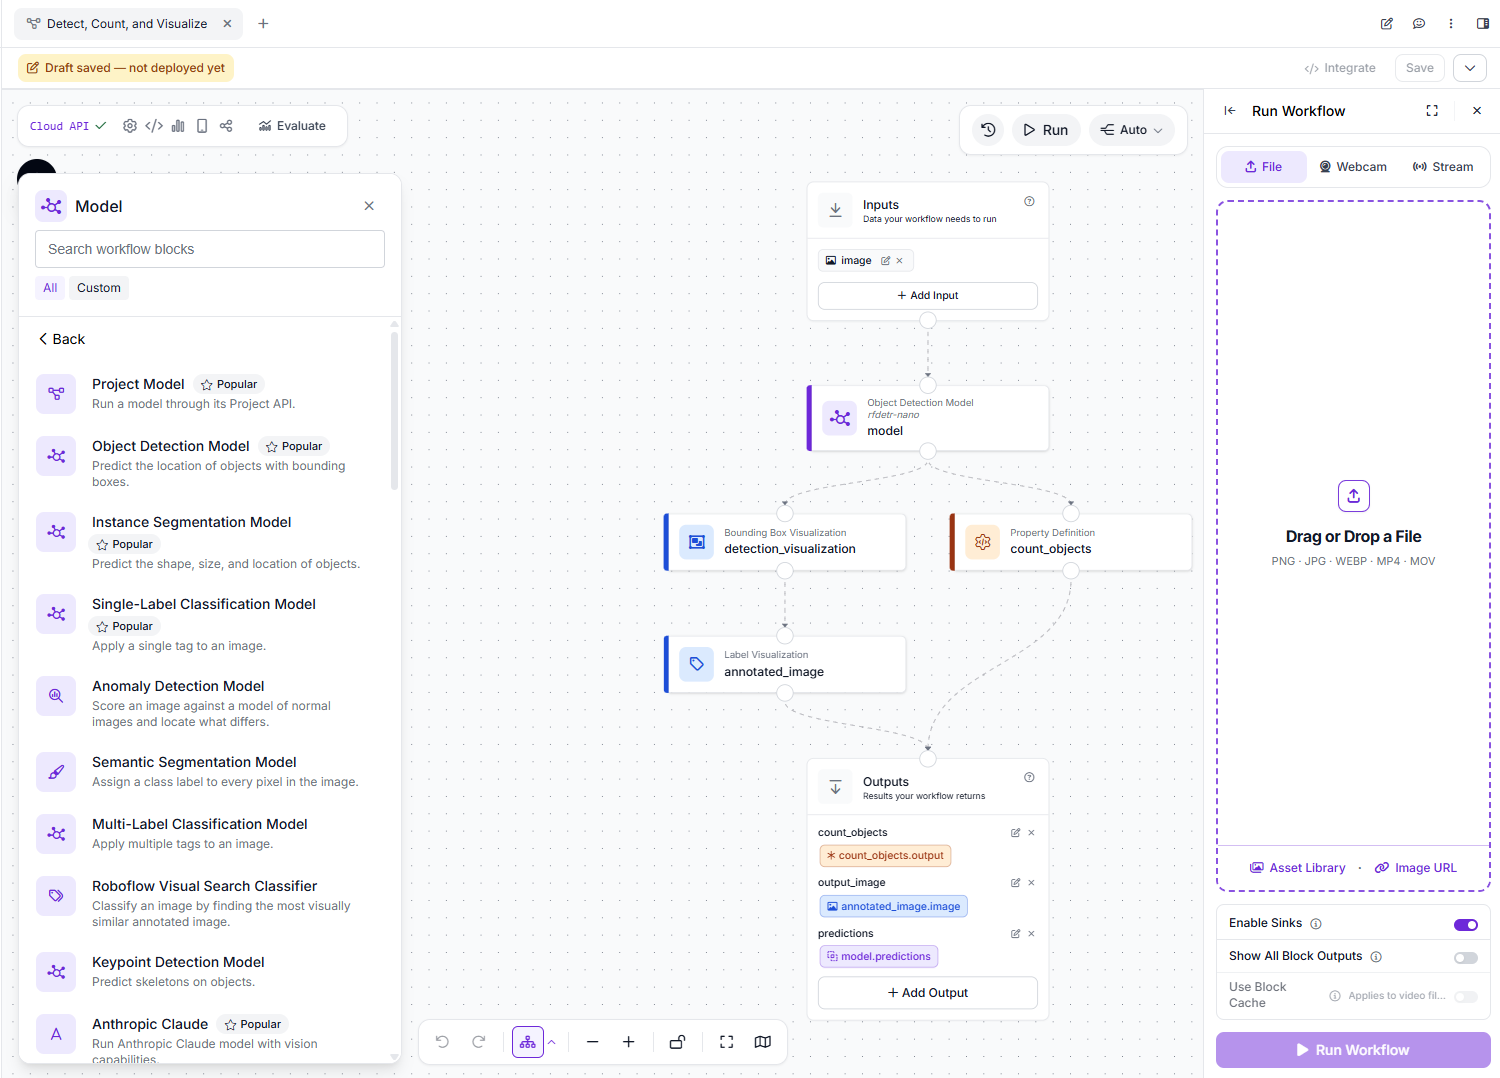 Detect, Count, and Visualize
Draft saved — not deployed yet
Integrate
Save
Cloud API
Evaluate
Run
Auto
Model
Search workflow blocks
All
Custom
Back
Project Model
Popular
Run a model through its Project API.
Object Detection Model
Popular
Predict the location of objects with bounding
boxes.
Instance Segmentation Model
Popular
Predict the shape, size, and location of objects.
Single-Label Classification Model
Popular
Apply a single tag to an image.
Anomaly Detection Model
Score an image against a model of normal
images and locate what differs.
Semantic Segmentation Model
Assign a class label to every pixel in the image.
Multi-Label Classification Model
Apply multiple tags to an image.
Roboflow Visual Search Classifier
Classify an image by finding the most visually
similar annotated image.
Keypoint Detection Model
Predict skeletons on objects.
Anthropic Claude
Popular
Run Anthropic Claude model with vision
capabilities.
Inputs
Data your workflow needs to run
image
+ Add Input
Object Detection Model
rfdetr-nano
model
Bounding Box Visualization
detection_visualization
Property Definition
count_objects
Label Visualization
annotated_image
Outputs
Results your workflow returns
count_objects
count_objects.output
output_image
annotated_image.image
predictions
model.predictions
+ Add Output
Run Workflow
File
Webcam
Stream
Drag or Drop a File
PNG · JPG · WEBP · MP4 · MOV
Asset Library · Image URL
Enable Sinks
Show All Block Outputs
Use Block
Cache
Applies to video fil...
Run Workflow